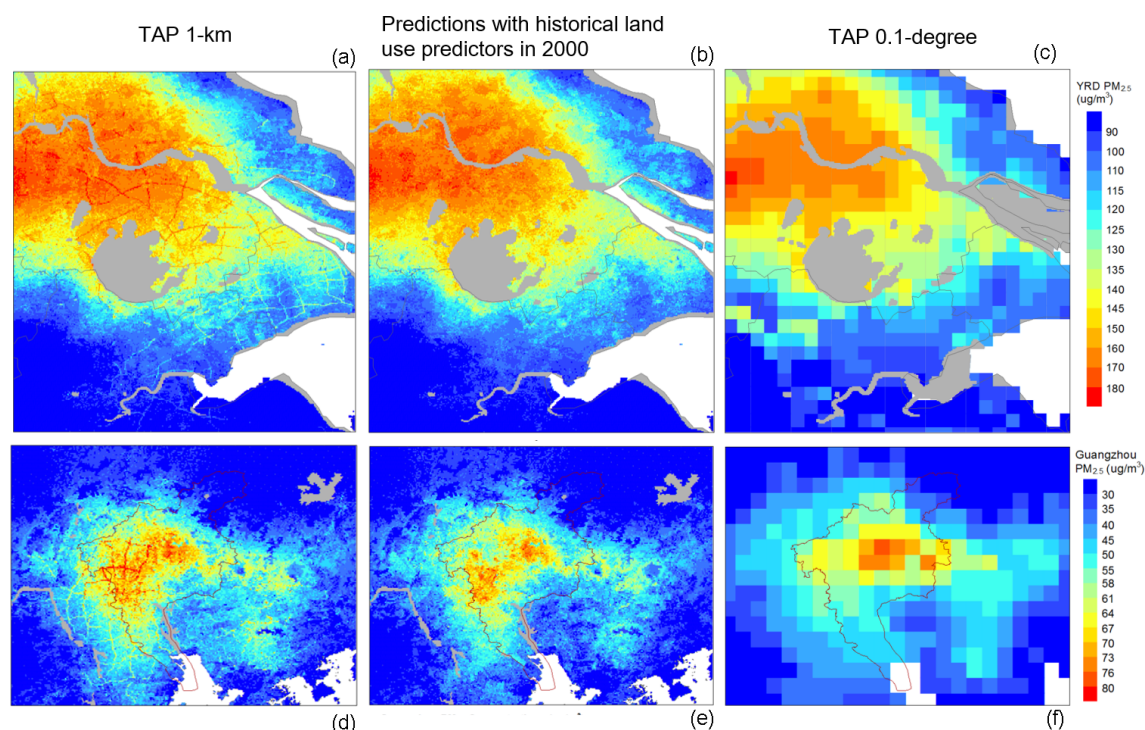 TAP 1-km
(a)
Predictions with historical land
use predictors in 2000
(b)
TAP 0.1-degree
(c)
YRD PM2.5
(ug/m³)
90
100
110
115
120
125
130
135
140
145
150
160
170
180
Guangzhou
PM2.5 (ug/m³)
30
35
40
45
50
55
58
61
64
67
70
73
76
80
(d)
(e)
(f)